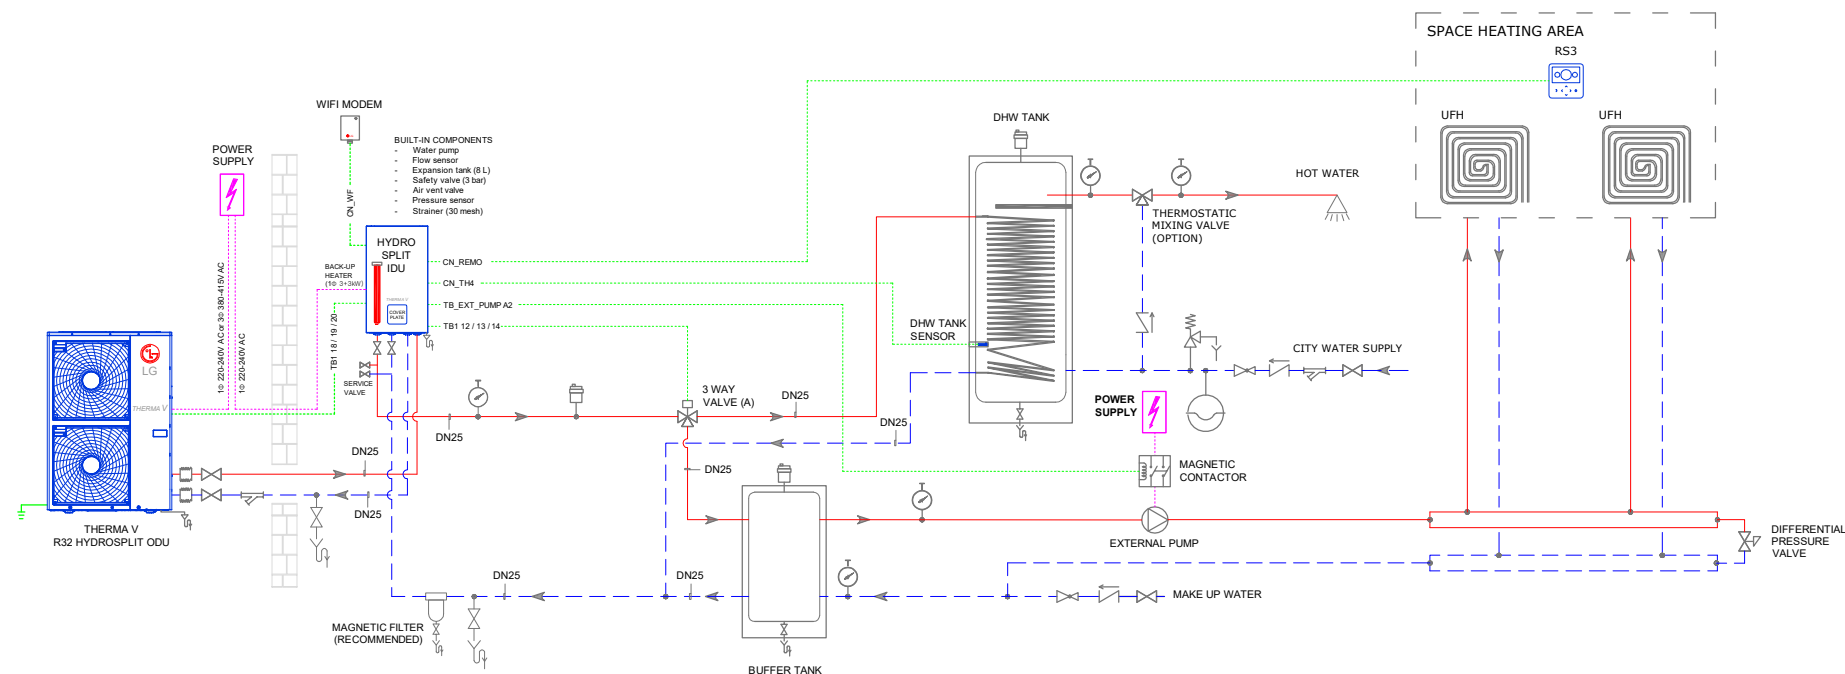 SPACE HEATING AREA
RS3
UFH
UFH
WIFI MODEM
CN_WF
POWER
SUPPLY
BUILT-IN COMPONENTS
- Water pump
- Flow sensor
- Expansion tank (8 L)
- Safety valve (3 bar)
- Air vent valve
- Pressure sensor
- Strainer (30 mesh)
HYDRO
SPLIT
IDU
THERMA V
COVER
PLATE
BACK-UP
HEATER
(1Φ 3+3kW)
CN_REMO
CN_TH4
TB_EXT_PUMP A2
TB1 12 / 13 / 14
1Φ 220-240V AC or 3Φ 380-415V AC
1Φ 220-240V AC
TB1 18 / 19 / 20
SERVICE
VALVE
LG
THERMA V
THERMA V
R32 HYDROSPLIT ODU
DN25
DN25
DN25
3 WAY
VALVE (A)
DN25
DN25
DN25
DN25
DN25
DHW TANK
DHW TANK
SENSOR
THERMOSTATIC
MIXING VALVE
(OPTION)
HOT WATER
CITY WATER SUPPLY
POWER
SUPPLY
MAGNETIC
CONTACTOR
EXTERNAL PUMP
DIFFERENTIAL
PRESSURE
VALVE
MAKE UP WATER
MAGNETIC FILTER
(RECOMMENDED)
BUFFER TANK